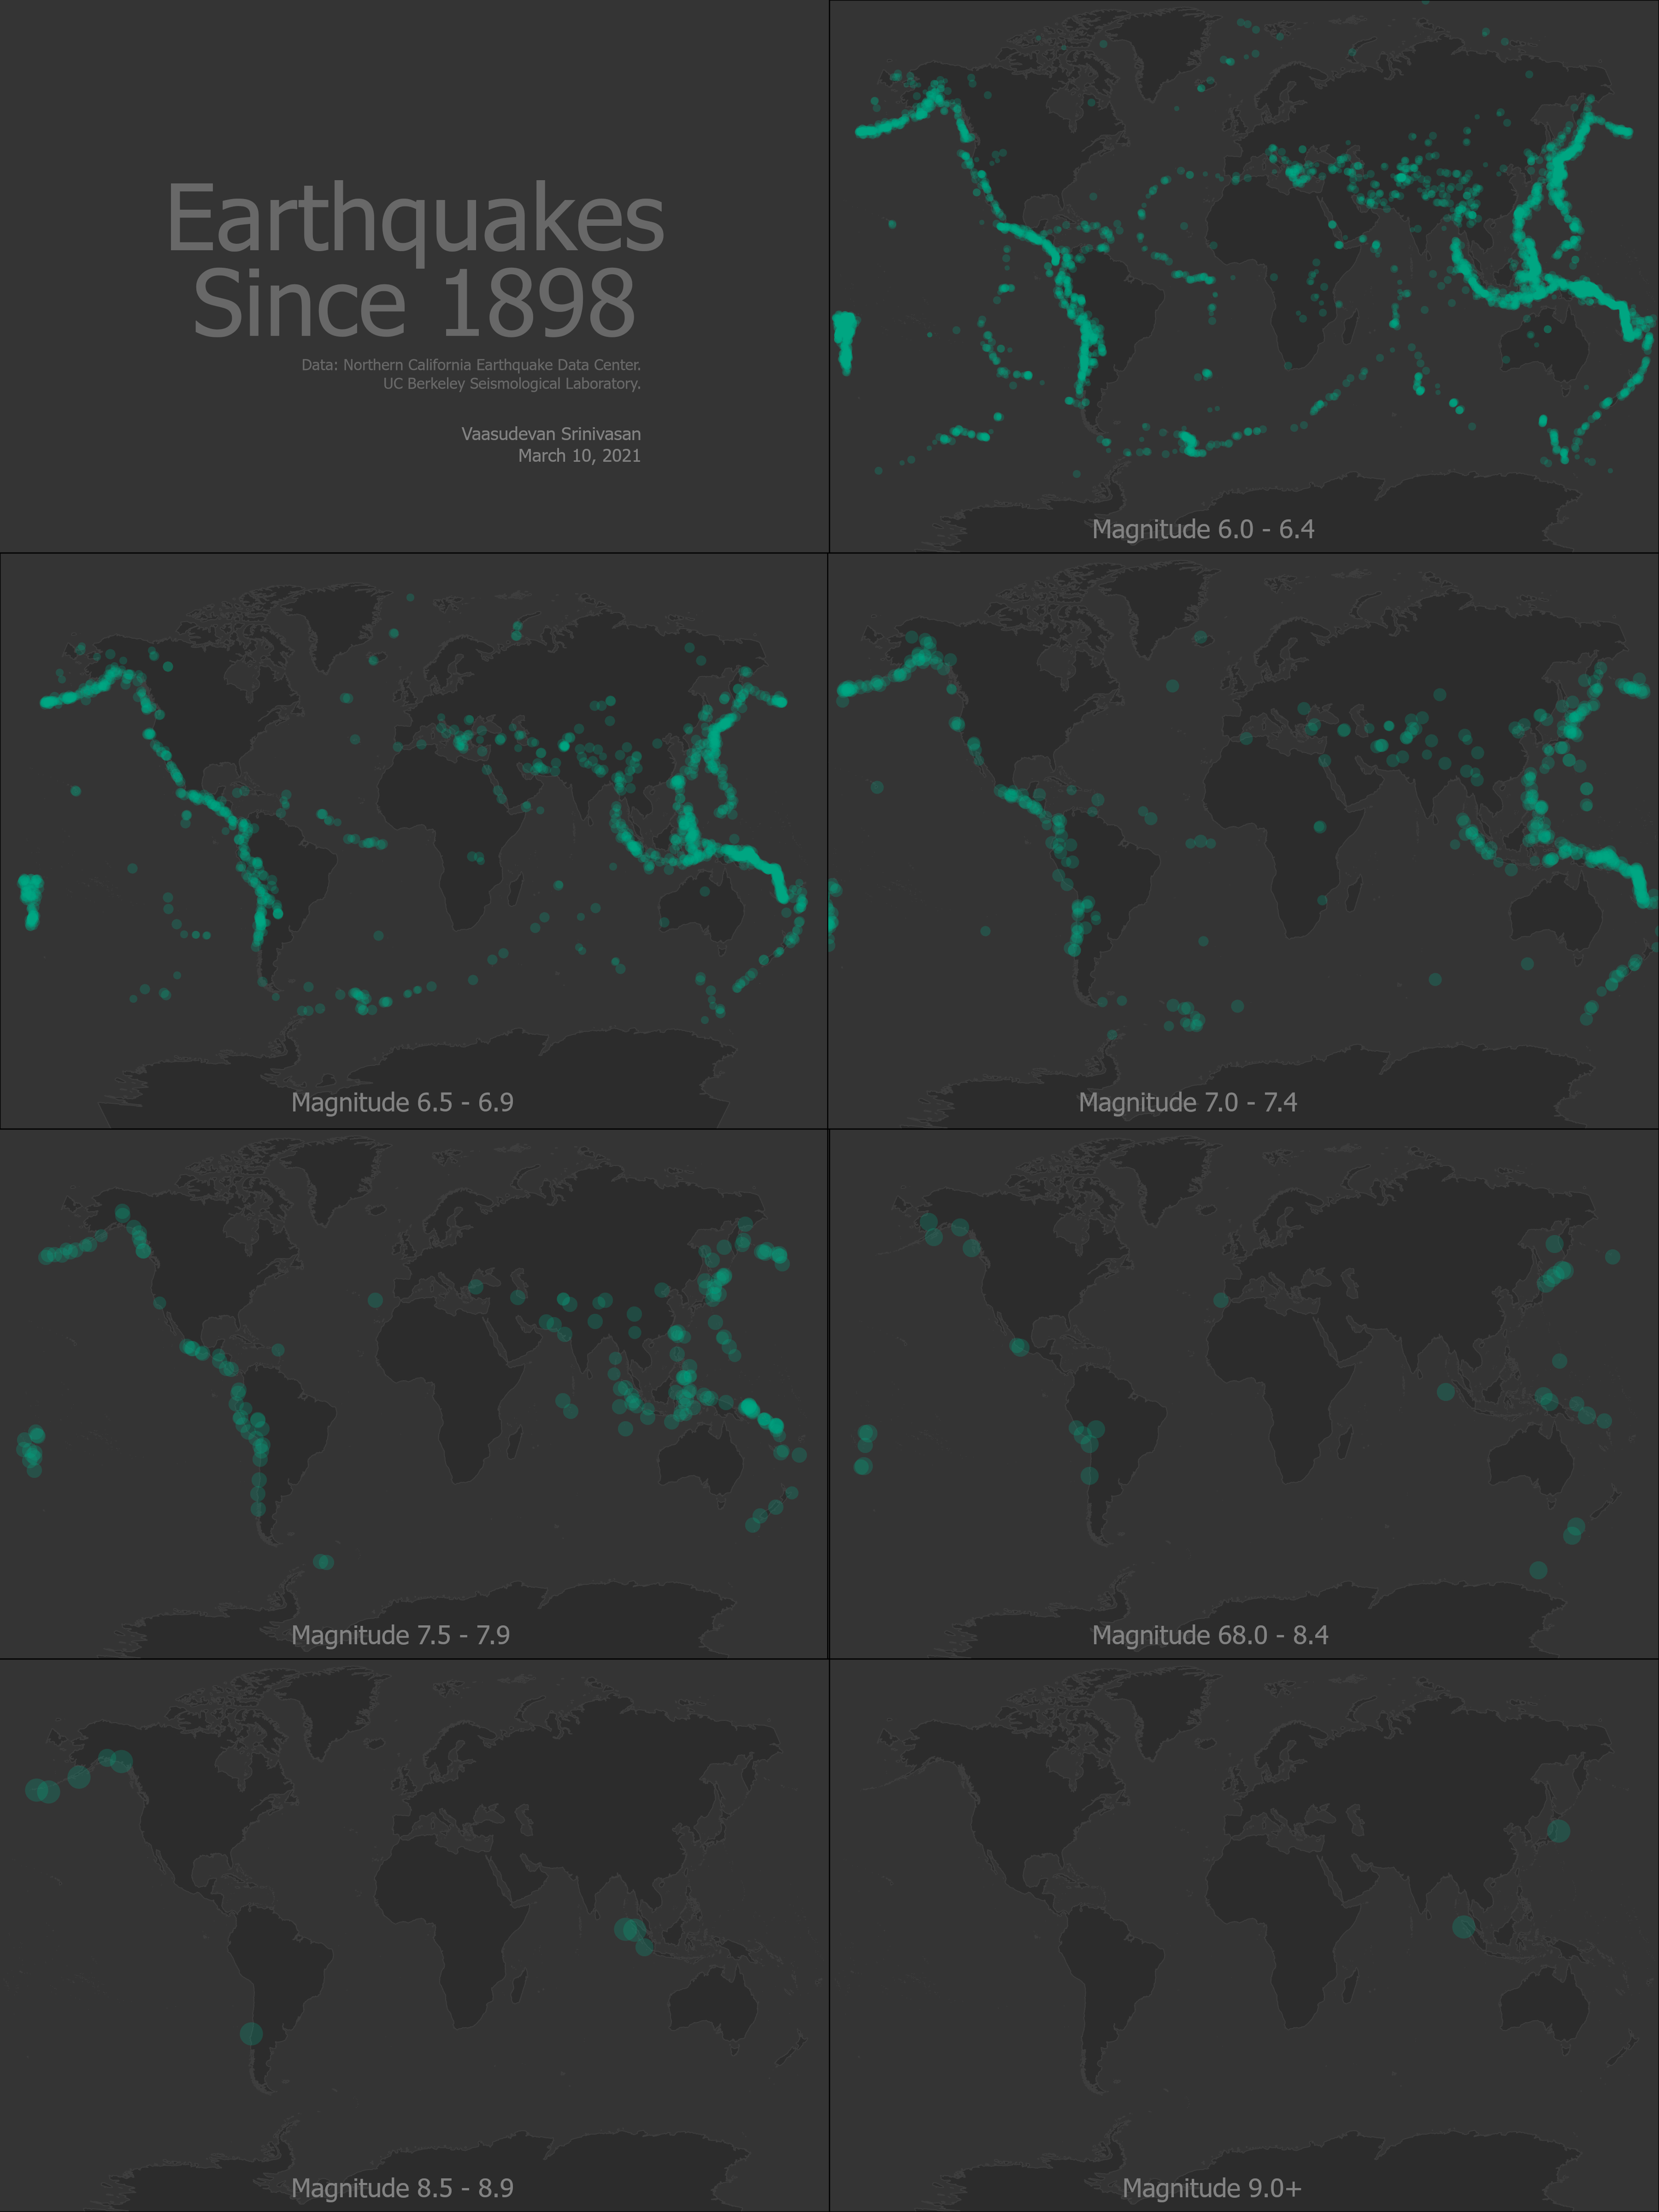 Earthquakes
Since 1898
Data: Northern California Earthquake Data Center.
UC Berkeley Seismological Laboratory.
Vaasudevan Srinivasan
March 10, 2021
Magnitude 6.0 - 6.4
Magnitude 6.5 - 6.9
Magnitude 7.0 - 7.4
Magnitude 7.5 - 7.9
Magnitude 68.0 - 8.4
Magnitude 8.5 - 8.9
Magnitude 9.0+